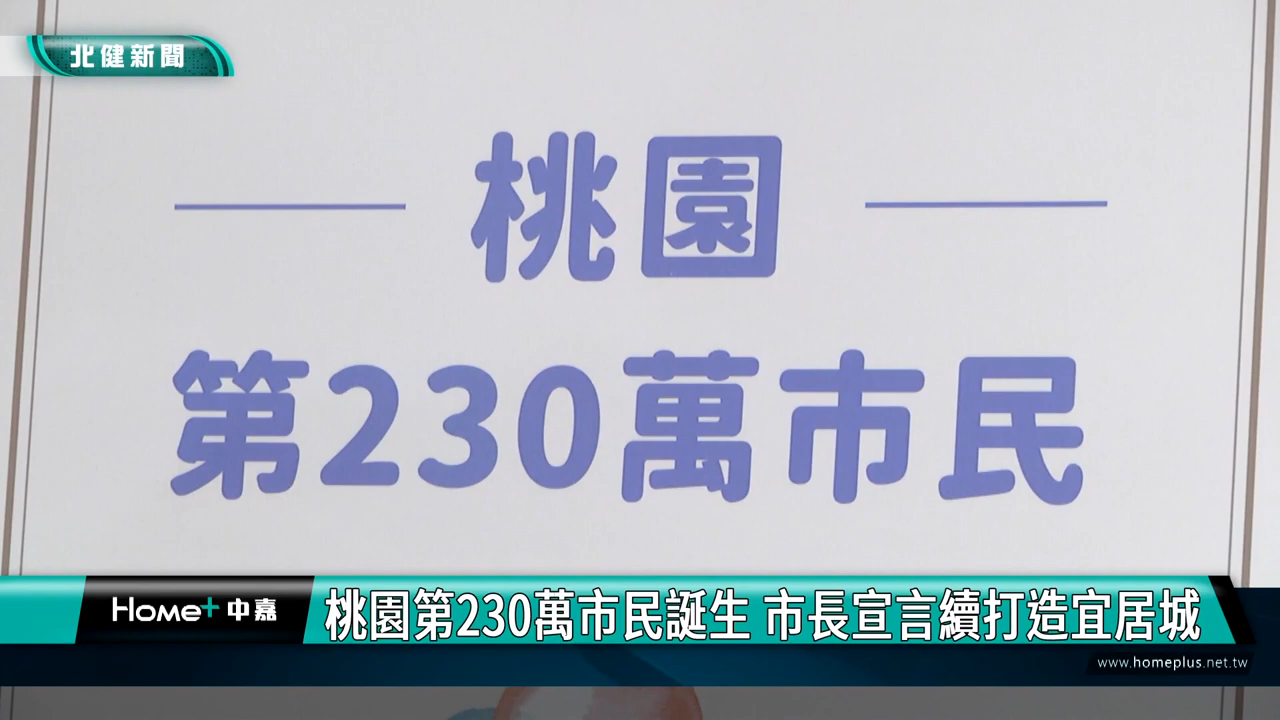 北健新聞
桃園
第230萬市民
Home+中嘉
桃園第230萬市民誕生 市長宣言續打造宜居城
www.homeplus.net.tw